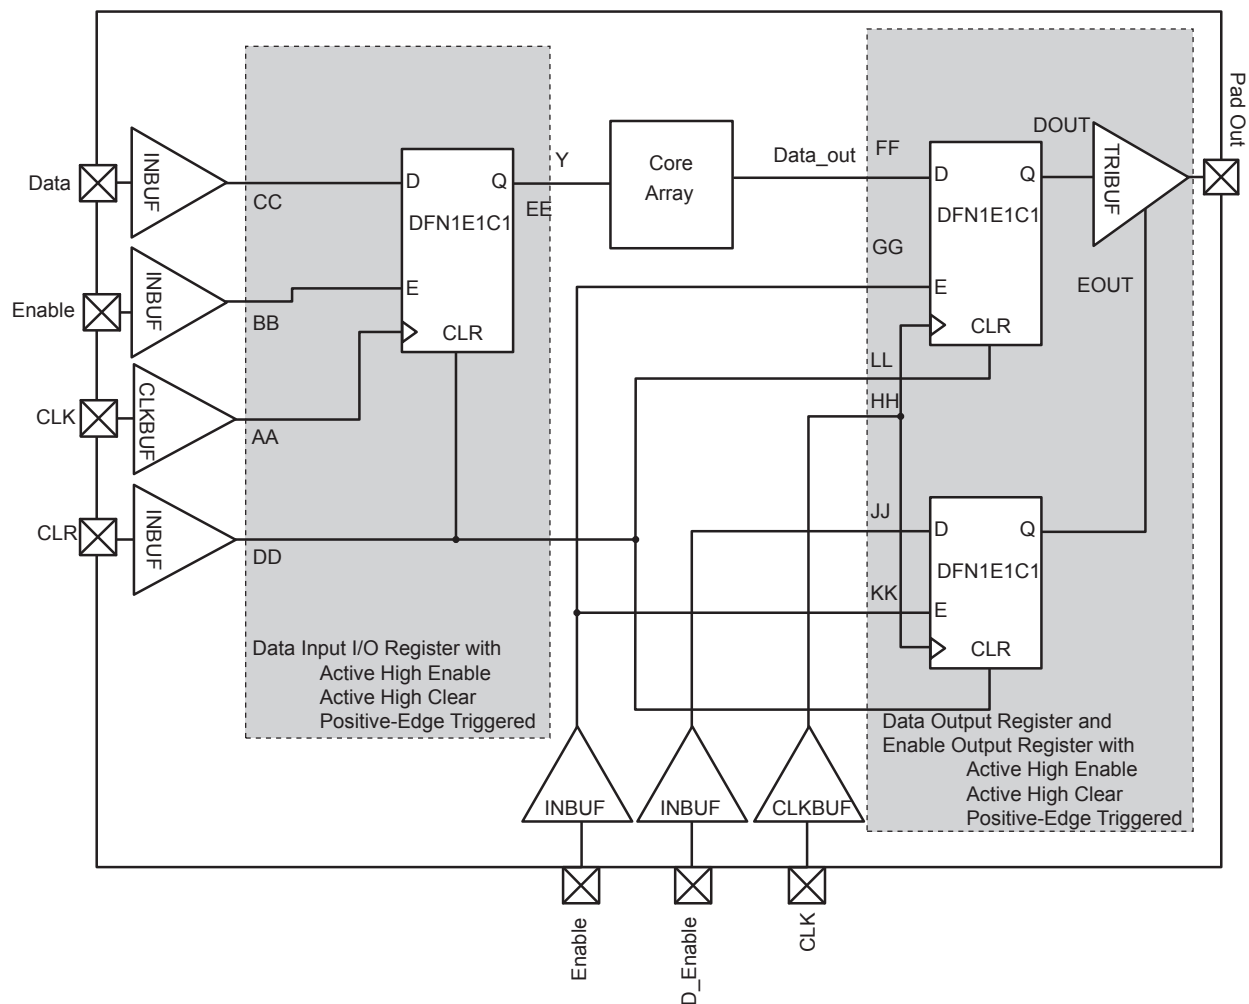 Data
INBUF
CC
Enable
INBUF
BB
CLK
CLKBUF
AA
CLR
INBUF
DD
D
Q
DFN1E1C1
E
CLR
EE
Y
Data Input I/O Register with
Active High Enable
Active High Clear
Positive-Edge Triggered
Core
Array
Data_out
FF
GG
D
Q
DFN1E1C1
E
CLR
LL
HH
DOUT
TRIBUF
EOUT
Pad Out
JJ
KK
D
Q
DFN1E1C1
E
CLR
Data Output Register and
Enable Output Register with
Active High Enable
Active High Clear
Positive-Edge Triggered
INBUF
INBUF
CLKBUF
Enable
D_Enable
CLK